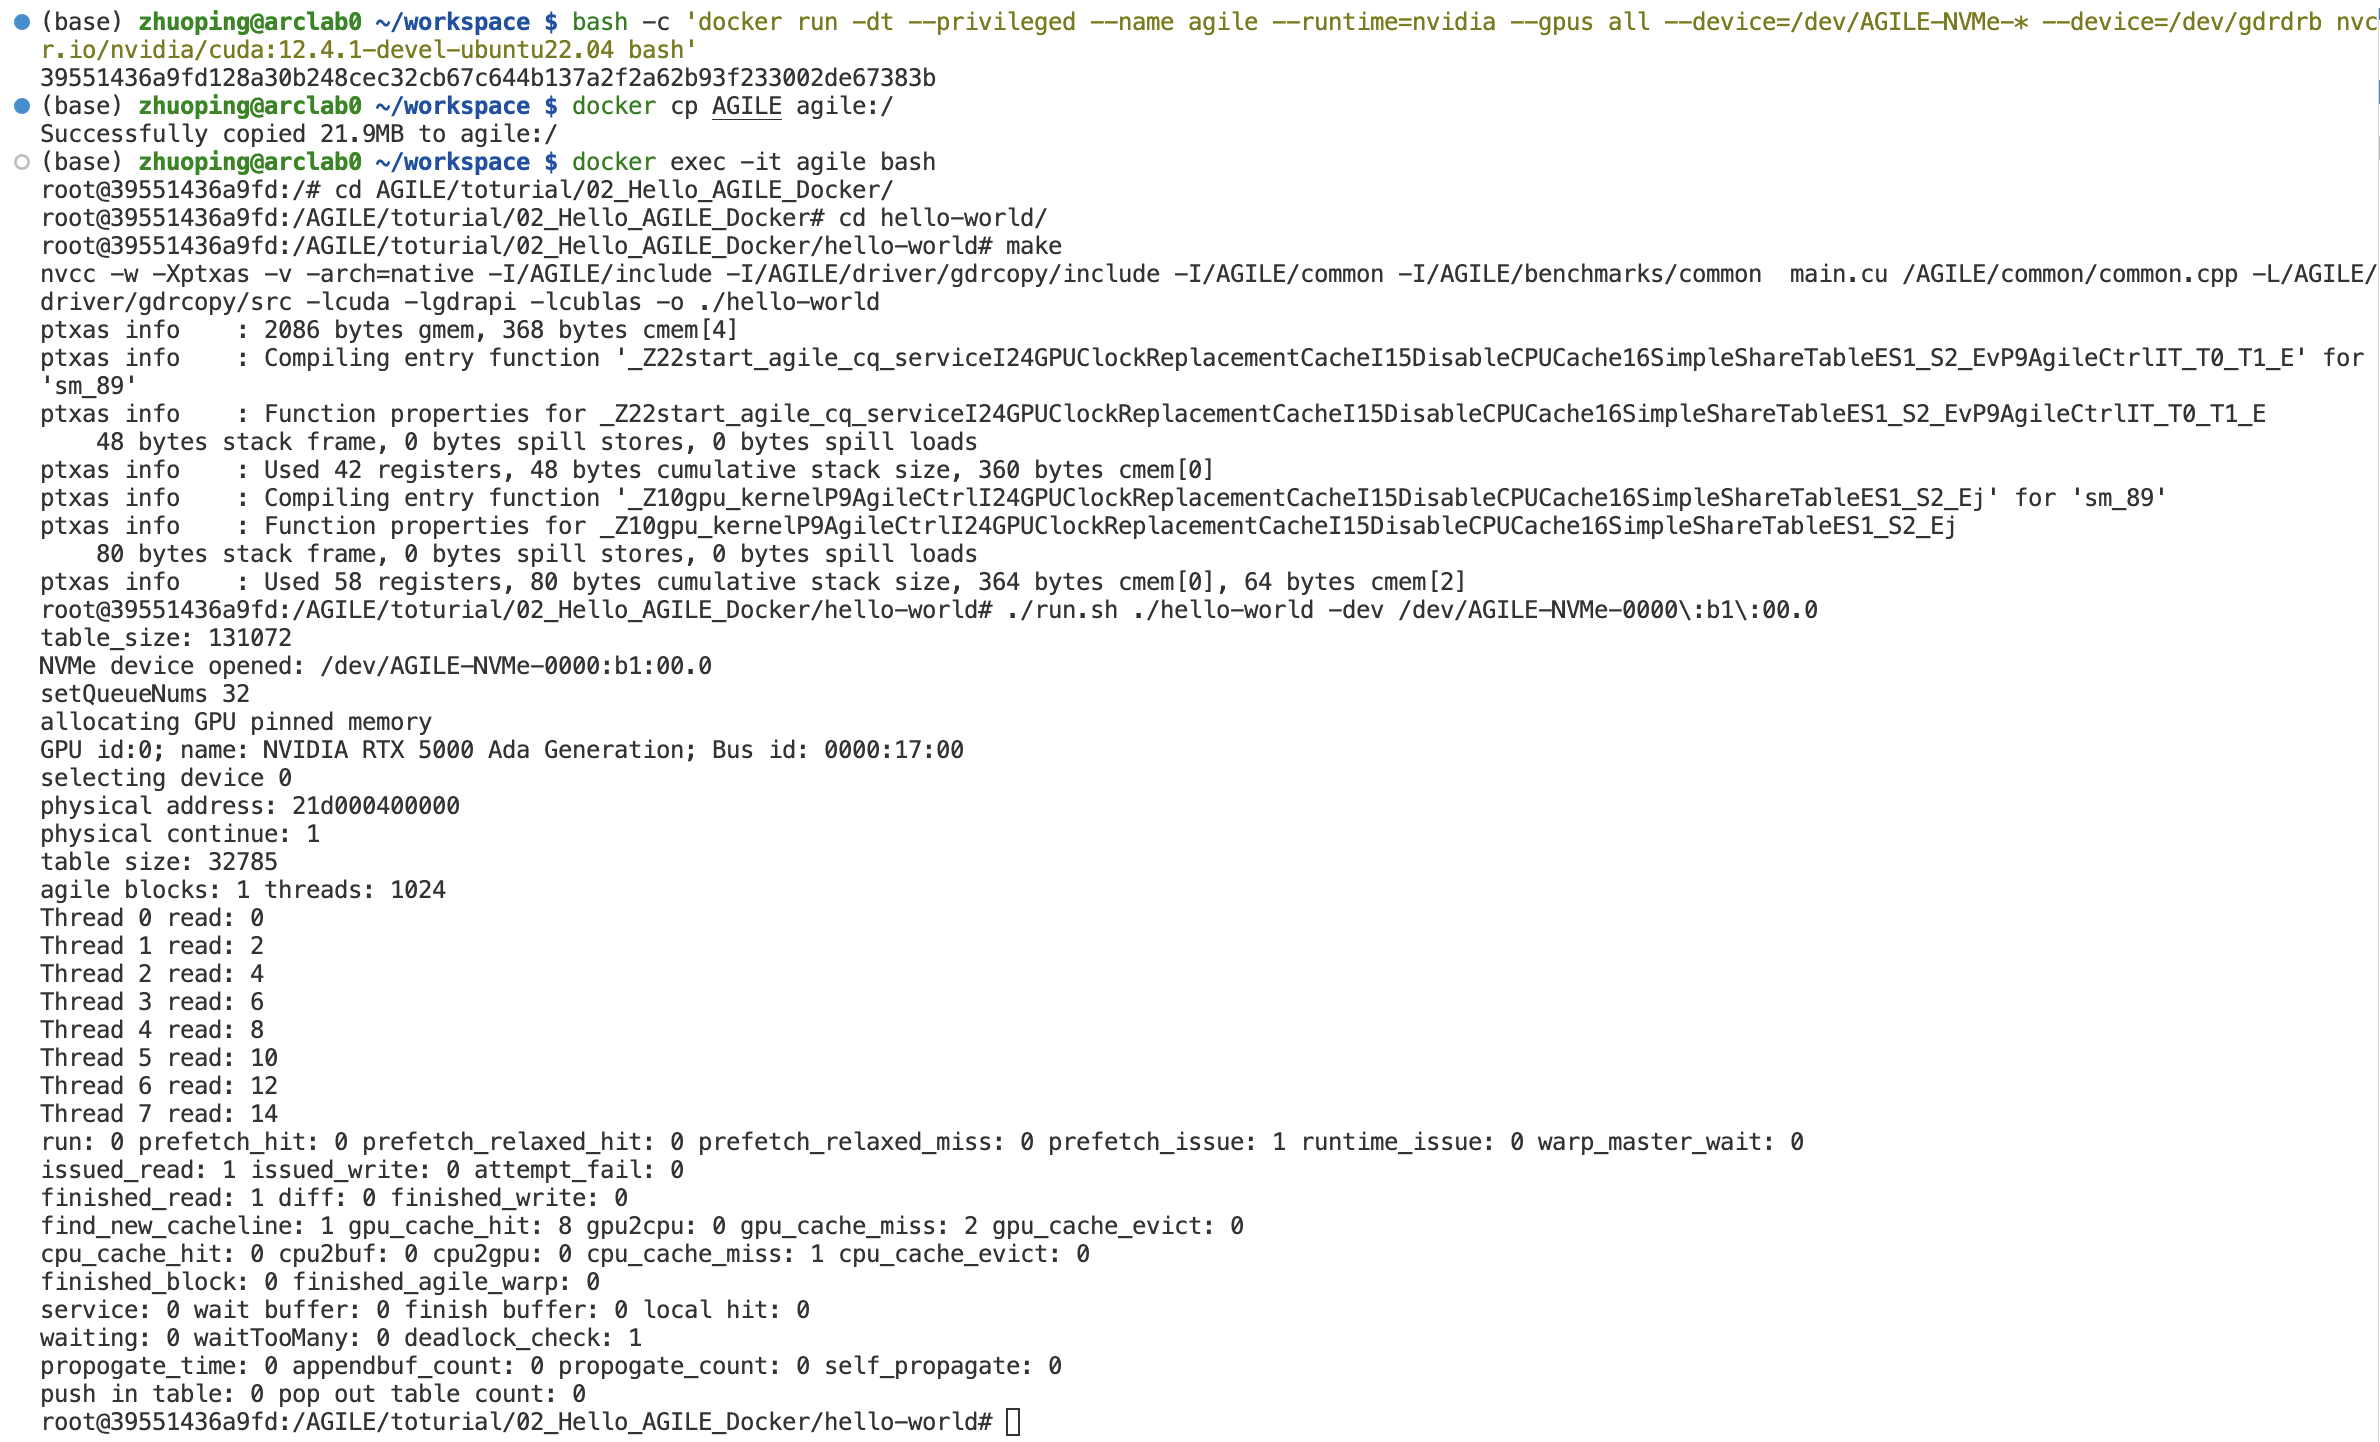 (base) zhuoping@arclab0 ~/workspace $ bash -c 'docker run -dt --privileged --name agile --runtime=nvidia --gpus all --device=/dev/AGILE-NVMe-* --device=/dev/gdrdrb nvc
r.io/nvidia/cuda:12.4.1-devel-ubuntu22.04 bash'
39551436a9fd128a30b248cec32cb67c644b137a2f2a62b93f233002de67383b
(base) zhuoping@arclab0 ~/workspace $ docker cp AGILE agile:/
Successfully copied 21.9MB to agile:/
(base) zhuoping@arclab0 ~/workspace $ docker exec -it agile bash
root@39551436a9fd:/# cd AGILE/toturial/02_Hello_AGILE_Docker/
root@39551436a9fd:/AGILE/toturial/02_Hello_AGILE_Docker# cd hello-world/
root@39551436a9fd:/AGILE/toturial/02_Hello_AGILE_Docker/hello-world# make
nvcc -w -Xptxas -v -arch=native -I/AGILE/include -I/AGILE/driver/gdrcopy/include -I/AGILE/common -I/AGILE/benchmarks/common  main.cu /AGILE/common/common.cpp -L/AGILE/
driver/gdrcopy/src -lcuda -lgdrapi -lcublas -o ./hello-world
ptxas info    : 2086 bytes gmem, 368 bytes cmem[4]
ptxas info    : Compiling entry function '_Z22start_agile_cq_serviceI24GPUClockReplacementCacheI15DisableCPUCache16SimpleShareTableES1_S2_EvP9AgileCtrlIT_T0_T1_E' for
'sm_89'
ptxas info    : Function properties for _Z22start_agile_cq_serviceI24GPUClockReplacementCacheI15DisableCPUCache16SimpleShareTableES1_S2_EvP9AgileCtrlIT_T0_T1_E
    48 bytes stack frame, 0 bytes spill stores, 0 bytes spill loads
ptxas info    : Used 42 registers, 48 bytes cumulative stack size, 360 bytes cmem[0]
ptxas info    : Compiling entry function '_Z10gpu_kernelP9AgileCtrlI24GPUClockReplacementCacheI15DisableCPUCache16SimpleShareTableES1_S2_Ej' for 'sm_89'
ptxas info    : Function properties for _Z10gpu_kernelP9AgileCtrlI24GPUClockReplacementCacheI15DisableCPUCache16SimpleShareTableES1_S2_Ej
    80 bytes stack frame, 0 bytes spill stores, 0 bytes spill loads
ptxas info    : Used 58 registers, 80 bytes cumulative stack size, 364 bytes cmem[0], 64 bytes cmem[2]
root@39551436a9fd:/AGILE/toturial/02_Hello_AGILE_Docker/hello-world# ./run.sh ./hello-world -dev /dev/AGILE-NVMe-0000\:b1\:00.0
table_size: 131072
NVMe device opened: /dev/AGILE-NVMe-0000:b1:00.0
setQueueNums 32
allocating GPU pinned memory
GPU id:0; name: NVIDIA RTX 5000 Ada Generation; Bus id: 0000:17:00
selecting device 0
physical address: 21d000400000
physical continue: 1
table size: 32785
agile blocks: 1 threads: 1024
Thread 0 read: 0
Thread 1 read: 2
Thread 2 read: 4
Thread 3 read: 6
Thread 4 read: 8
Thread 5 read: 10
Thread 6 read: 12
Thread 7 read: 14
run: 0 prefetch_hit: 0 prefetch_relaxed_hit: 0 prefetch_relaxed_miss: 0 prefetch_issue: 1 runtime_issue: 0 warp_master_wait: 0
issued_read: 1 issued_write: 0 attempt_fail: 0
finished_read: 1 diff: 0 finished_write: 0
find_new_cacheline: 1 gpu_cache_hit: 8 gpu2cpu: 0 gpu_cache_miss: 2 gpu_cache_evict: 0
cpu_cache_hit: 0 cpu2buf: 0 cpu2gpu: 0 cpu_cache_miss: 1 cpu_cache_evict: 0
finished_block: 0 finished_agile_warp: 0
service: 0 wait buffer: 0 finish buffer: 0 local hit: 0
waiting: 0 waitTooMany: 0 deadlock_check: 1
propogate_time: 0 appendbuf_count: 0 propogate_count: 0 self_propagate: 0
push in table: 0 pop out table count: 0
root@39551436a9fd:/AGILE/toturial/02_Hello_AGILE_Docker/hello-world#